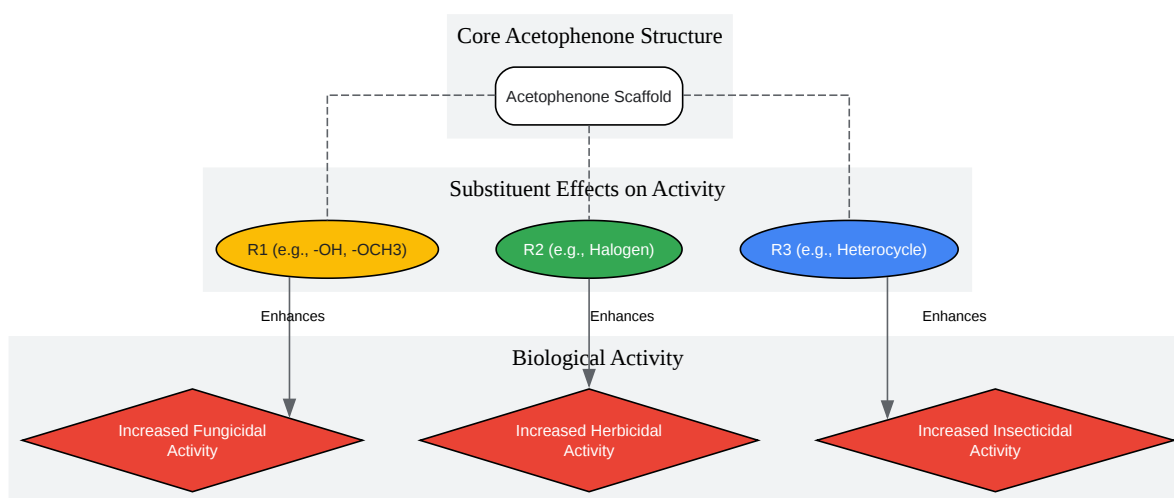 Core Acetophenone Structure
Acetophenone Scaffold
Substituent Effects on Activity
R1 (e.g., -OH, -OCH3)
R2 (e.g., Halogen)
R3 (e.g., Heterocycle)
Enhances
Enhances
Enhances
Biological Activity
Increased Fungicidal
Activity
Increased Herbicidal
Activity
Increased Insecticidal
Activity